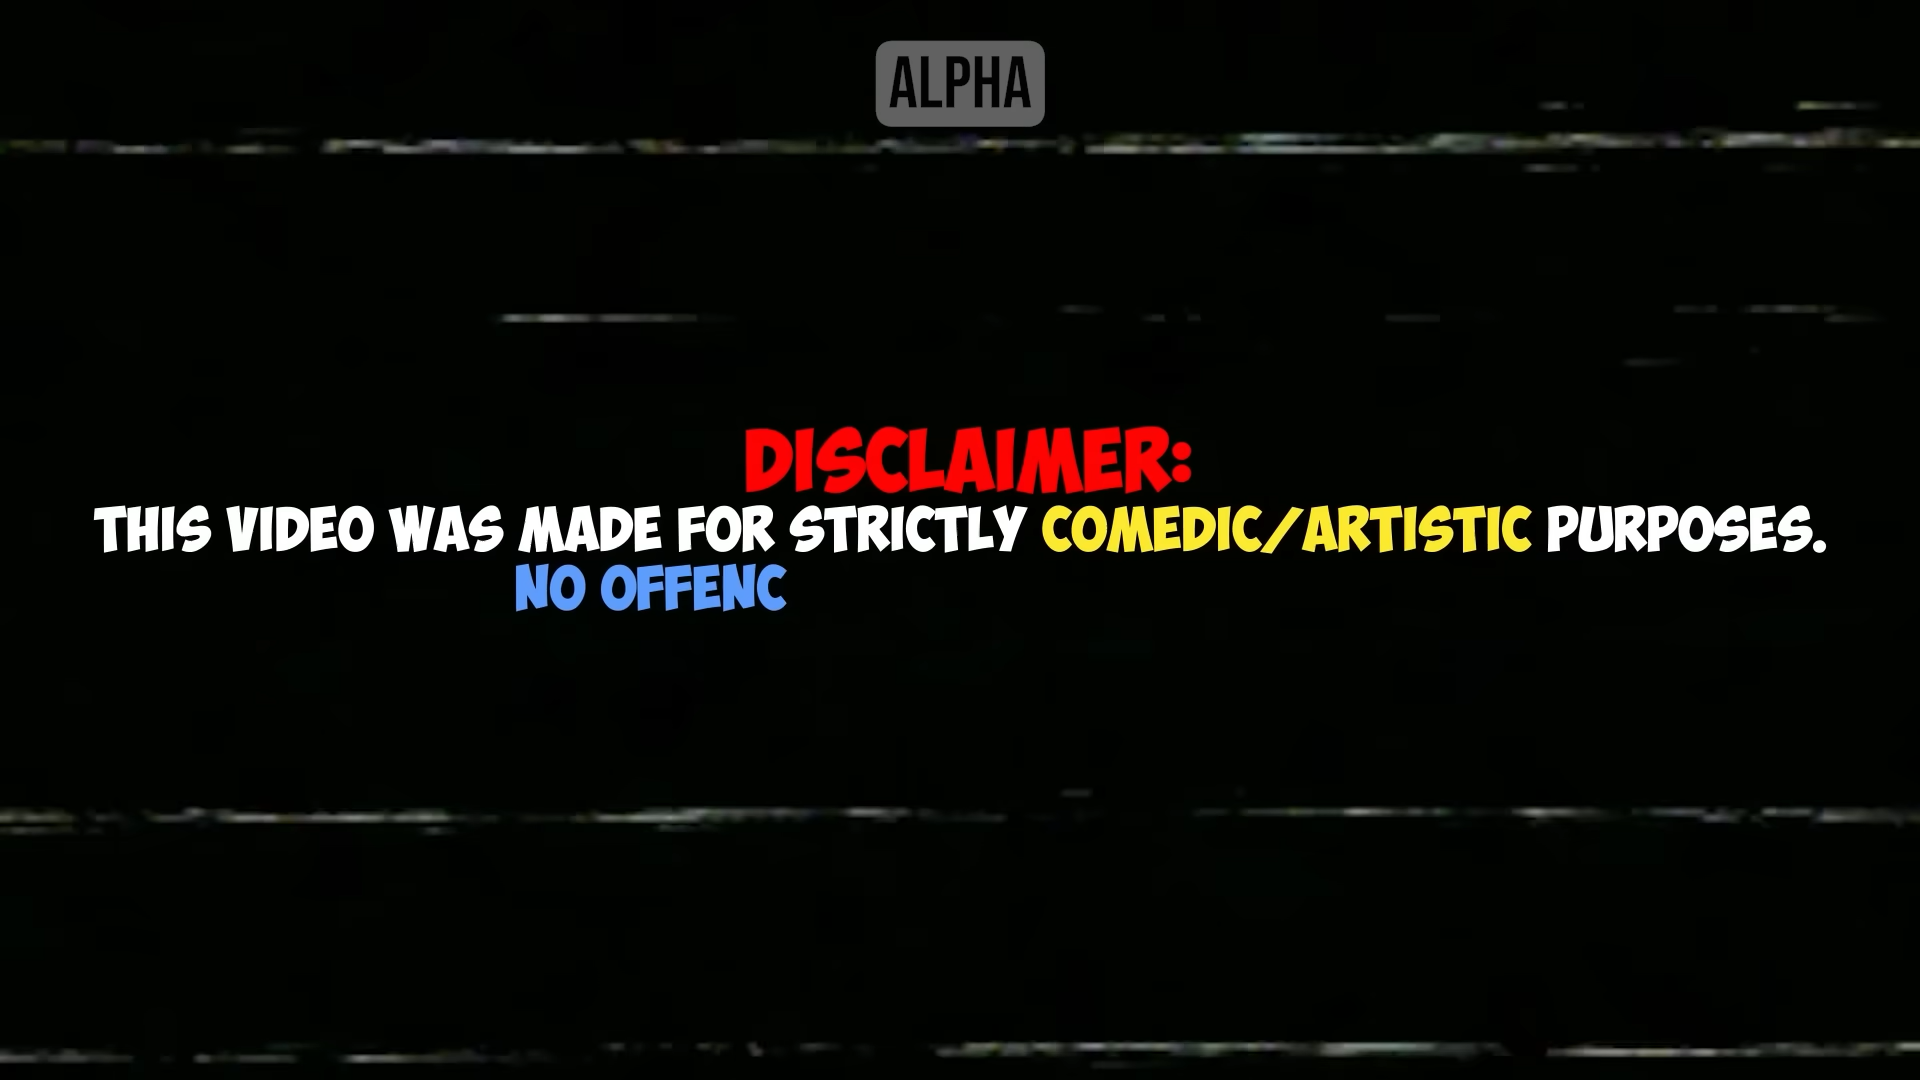 ALPHA
DISCLAIMER:
THIS VIDEO WAS MADE FOR STRICTLY COMEDIC/ARTISTIC PURPOSES.
NO OFFENC